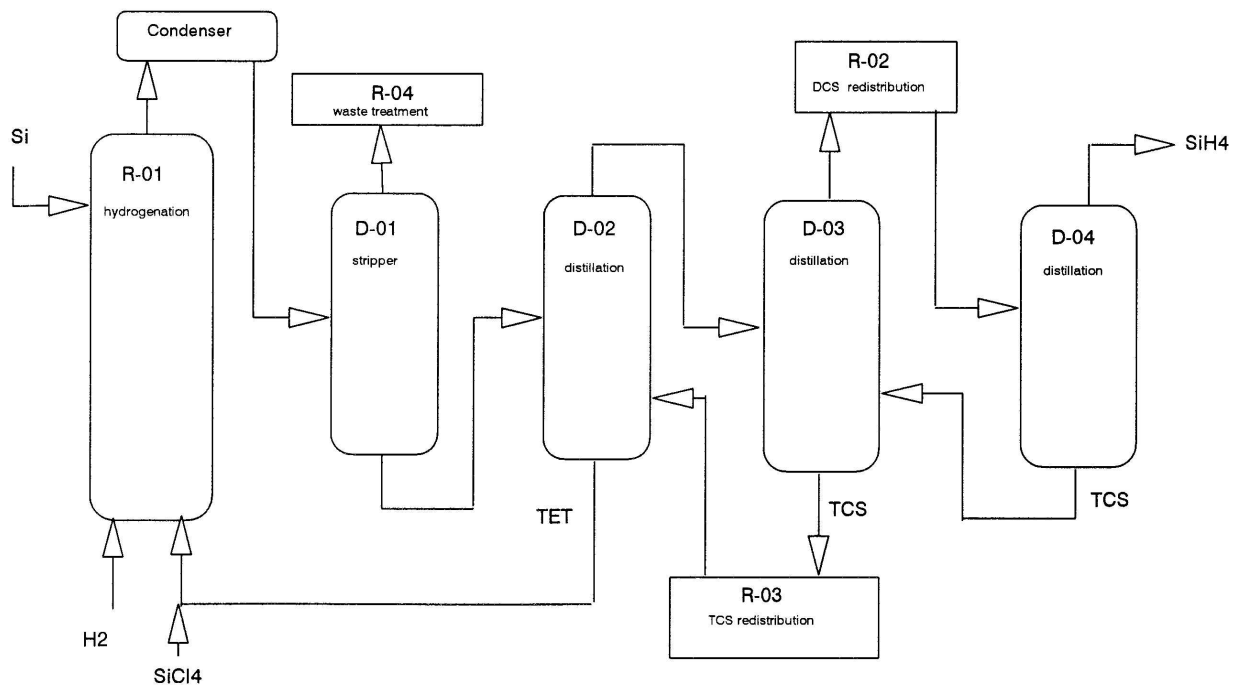 Condenser
R-04
waste treatment
R-02
DCS redistribution
Si
SiH4
R-01
hydrogenation
D-01
stripper
D-02
distillation
D-03
distillation
D-04
distillation
TET
TCS
TCS
R-03
TCS redistribution
H2
SiCl4